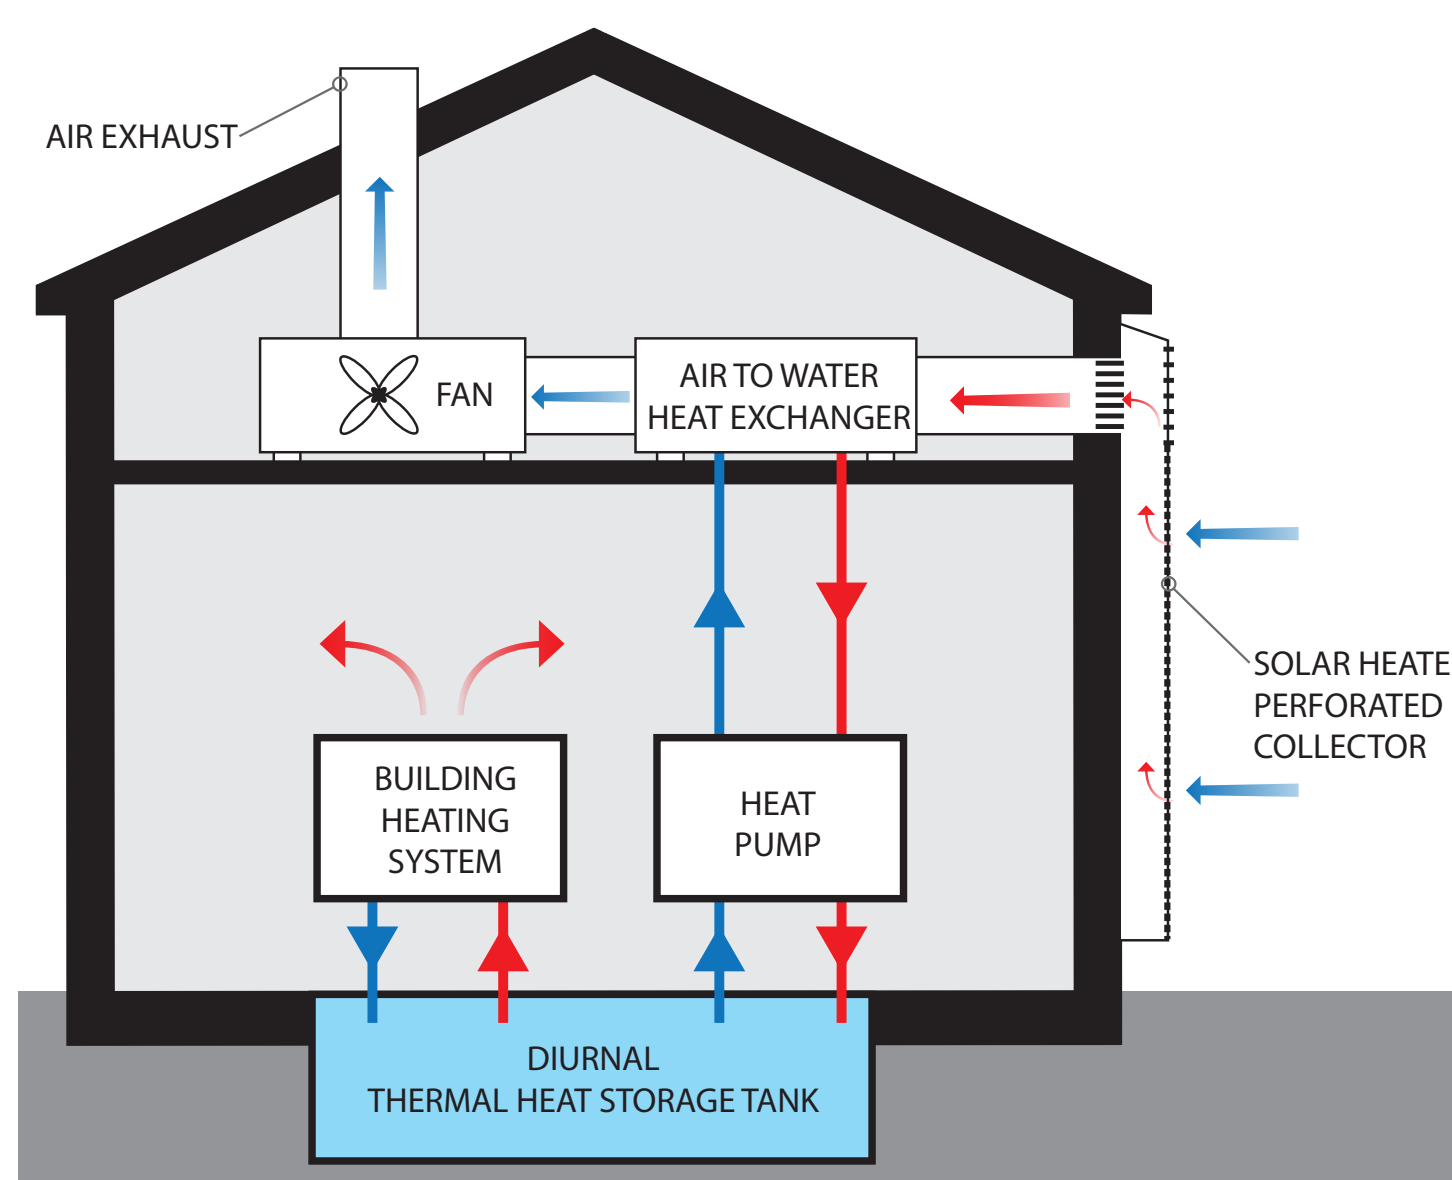 AIR EXHAUST
FAN
AIR TO WATER
HEAT EXCHANGER
SOLAR HEATE
PERFORATED
COLLECTOR
BUILDING
HEATING
SYSTEM
HEAT
PUMP
DIURNAL
THERMAL HEAT STORAGE TANK